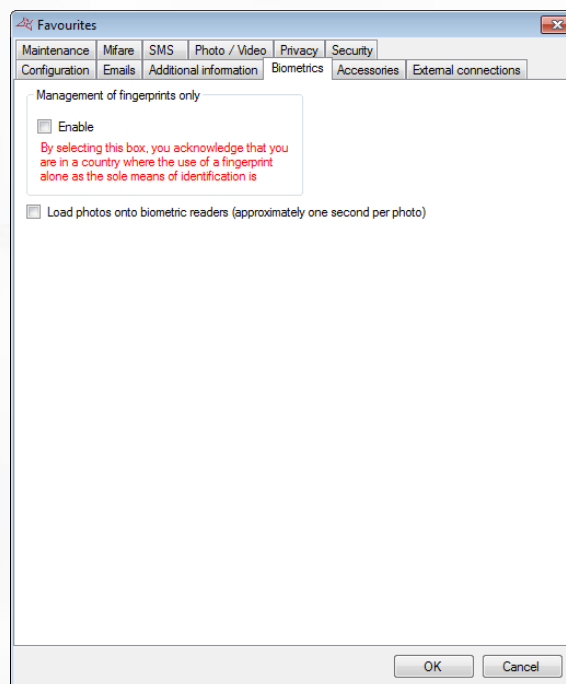 Favourites
Maintenance Mifare SMS Photo / Video Privacy Security
Configuration Emails Additional information Biometrics Accessories External connections
Management of fingerprints only
Enable
By selecting this box, you acknowledge that you
are in a country where the use of a fingerprint
alone as the sole means of identification is
Load photos onto biometric readers (approximately one second per photo)
OK Cancel